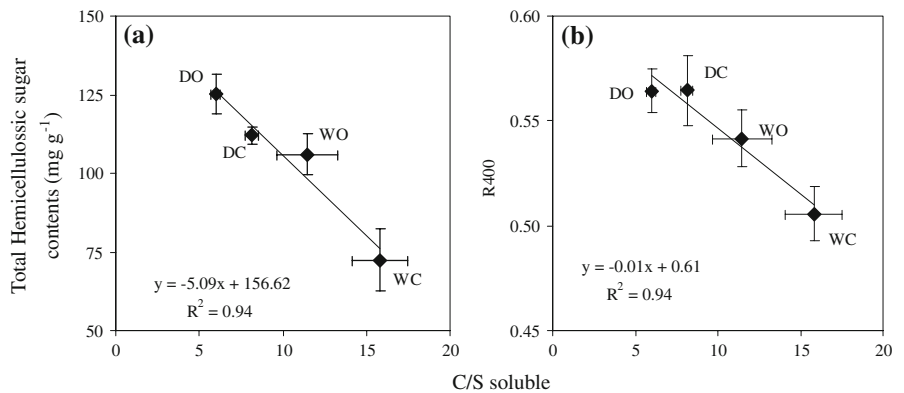 Total Hemicellulossic sugar
contents (mg g⁻¹)
150
125
100
75
50
(a)
DO
DC
WO
WC
y = -5.09x + 156.62
R² = 0.94
0 5 10 15 20
R400
0.60
0.55
0.50
0.45
(b)
DO
DC
WO
WC
y = -0.01x + 0.61
R² = 0.94
0 5 10 15 20
C/S soluble